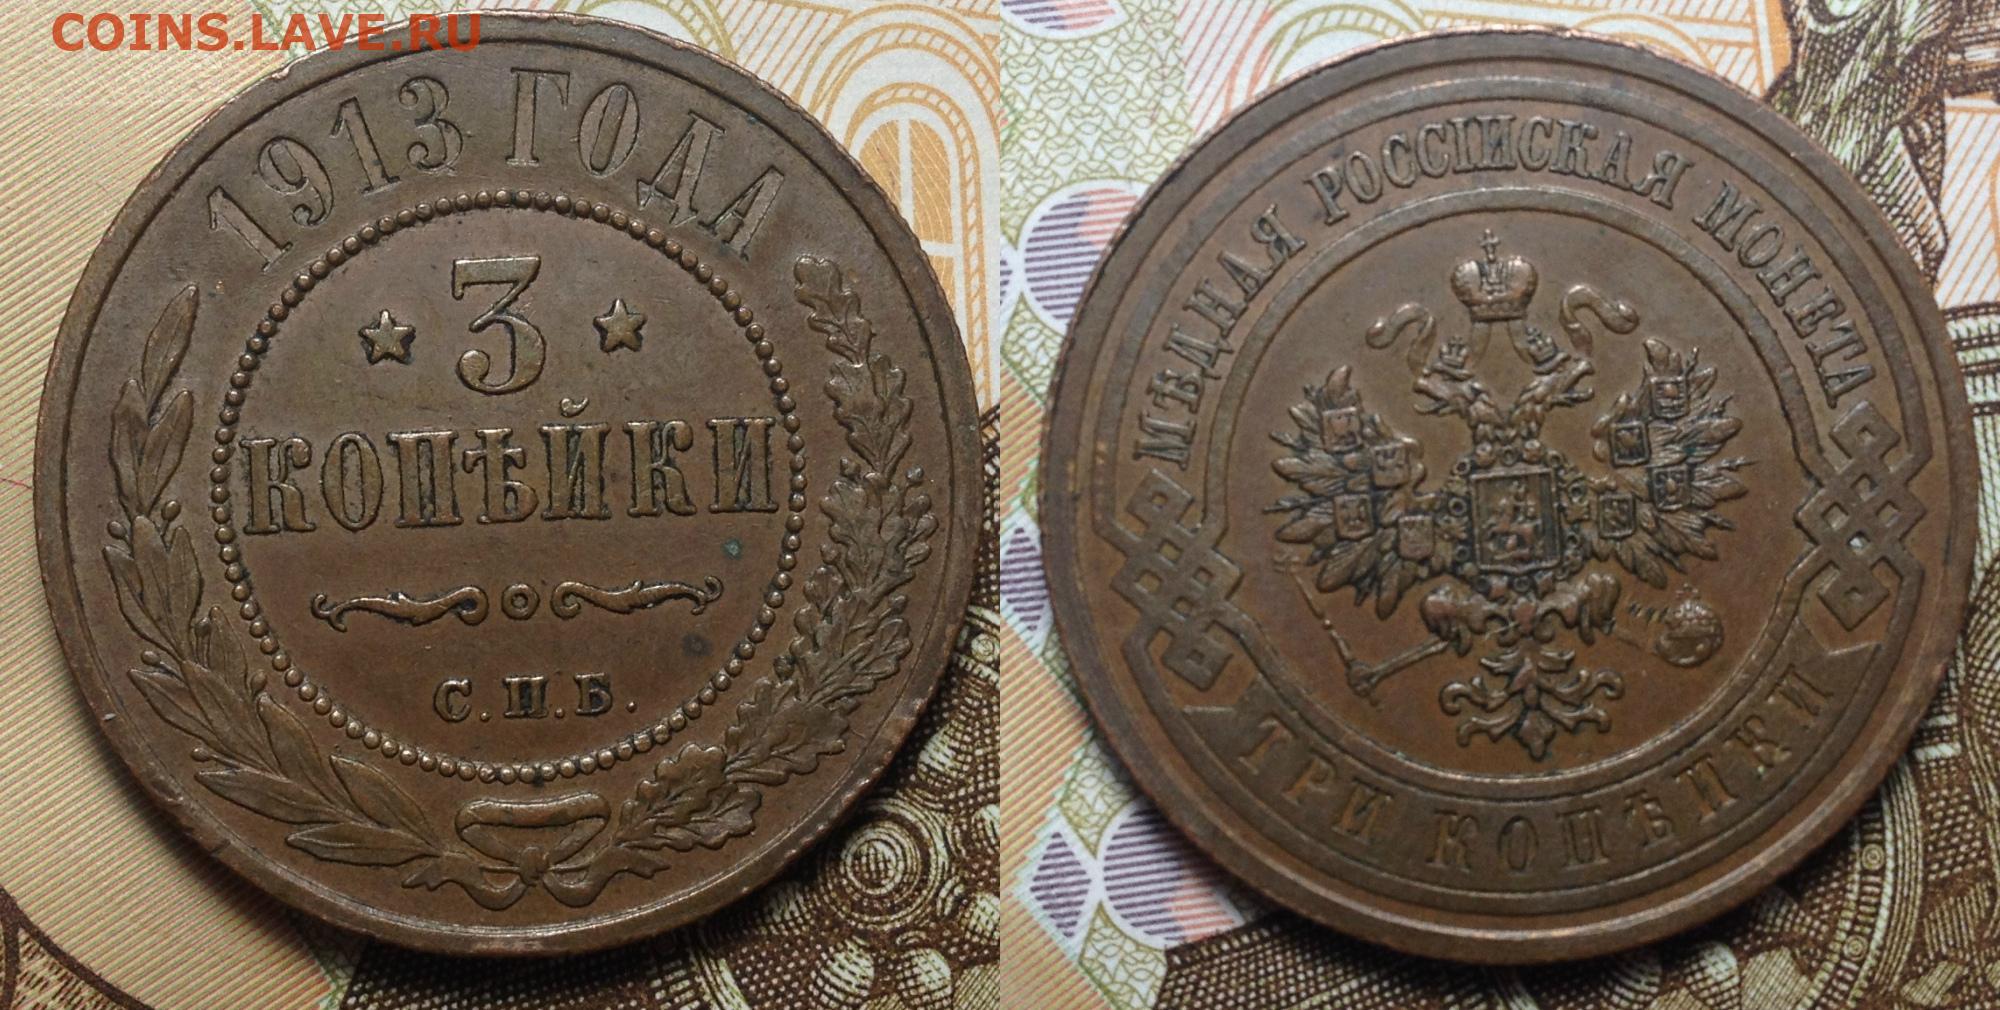 COINS.LAVE.RU
1913 ГОДА
3
КОПѢЙКИ
С.П.Б.
МѢДНАЯ РОССІЙСКАЯ МОНЕТА
ТРИ КОПѢЙКИ